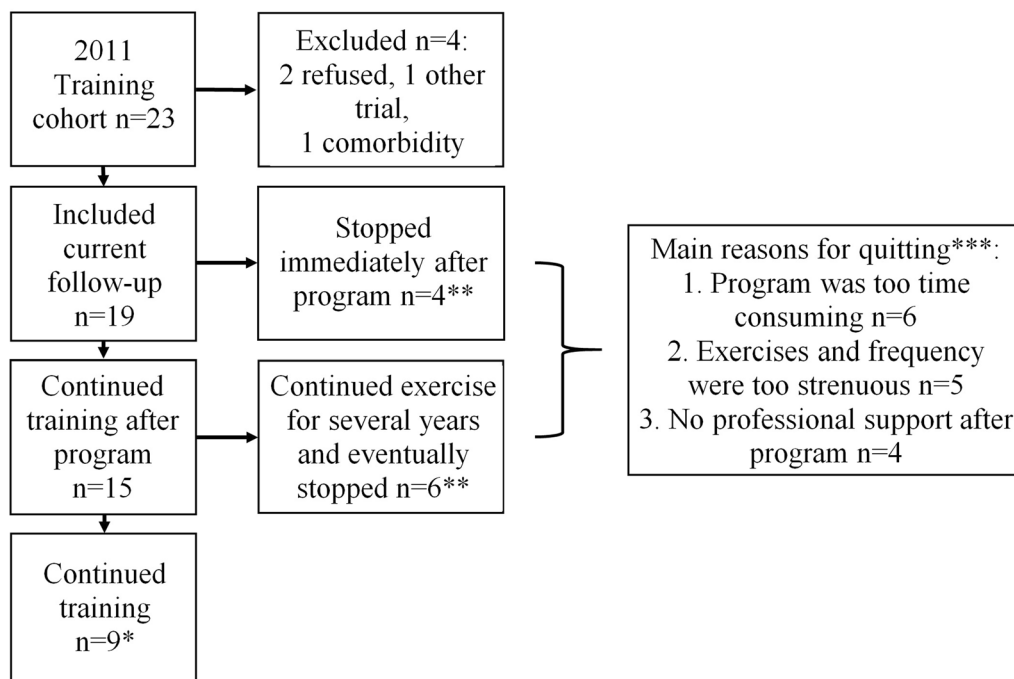 2011
Training
cohort n=23
Excluded n=4:
2 refused, 1 other
trial,
1 comorbidity
Included
current
follow-up
n=19
Stopped
immediately after
program n=4**
Continued
training after
program
n=15
Continued exercise
for several years
and eventually
stopped n=6**
Main reasons for quitting***:
1. Program was too time
consuming n=6
2. Exercises and frequency
were too strenuous n=5
3. No professional support after
program n=4
Continued
training
n=9*